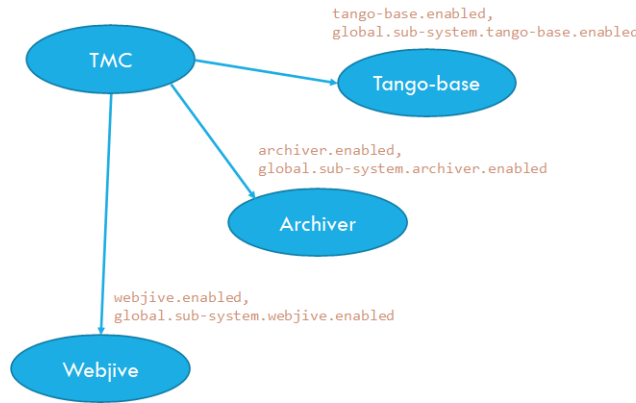 tango-base.enabled,
global.sub-system.tango-base.enabled
TMC
Tango-base
archiver.enabled,
global.sub-system.archiver.enabled
Archiver
webjive.enabled,
global.sub-system.webjive.enabled
Webjive